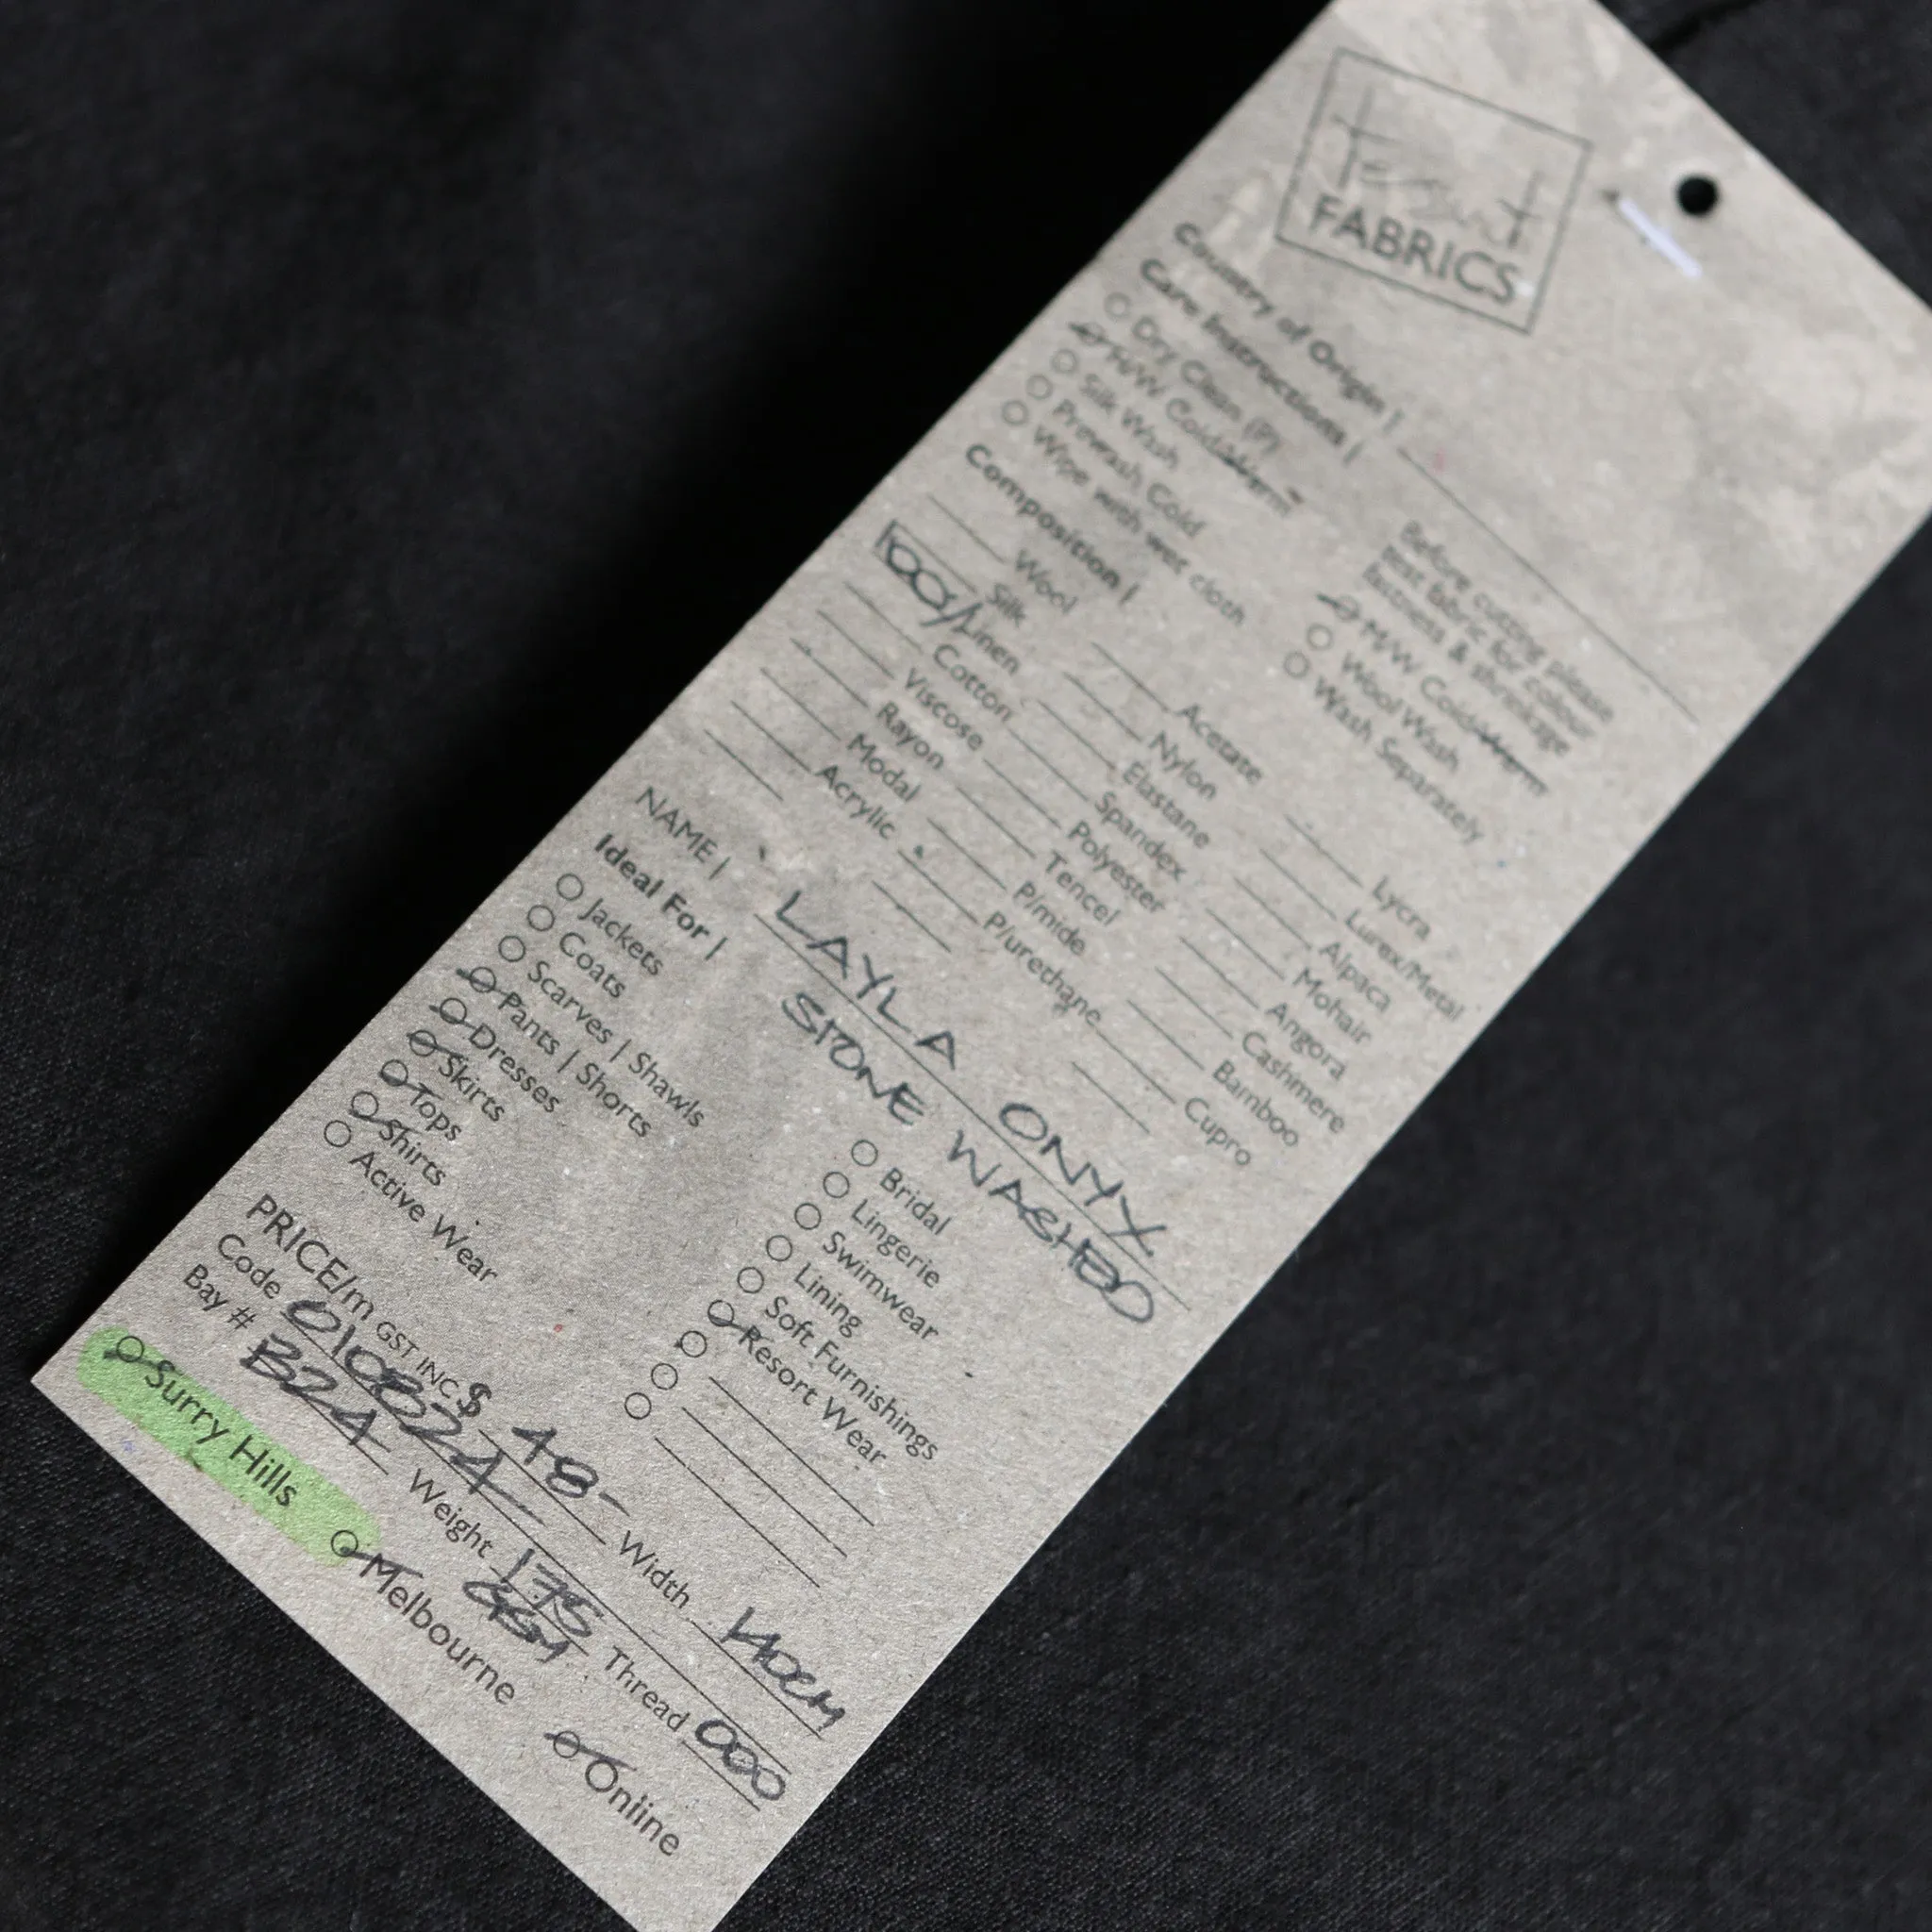 Tessuti
FABRICS
Country of Origin |
Care Instructions |
Dry Clean (P)
H/W Cold/Warm
Silk Wash
Prewash Cold
Wipe with wet cloth
Before cutting please
test fabric for colour
fastness & shrinkage
M/W Cold/Warm
Wool Wash
Wash Separately
Composition |
Wool
Silk
100% Linen
Cotton
Viscose
Rayon
Modal
Acrylic
Acetate
Nylon
Elastane
Spandex
Polyester
Tencel
P/mide
P/urethane
Lycra
Lurex/Metal
Alpaca
Mohair
Angora
Cashmere
Bamboo
Cupro
NAME | LAYLA ONYX
STONE WASHED
Ideal For |
Jackets
Coats
Scarves | Shawls
Pants | Shorts
Dresses
Skirts
Tops
Shirts
Active Wear
Bridal
Lingerie
Swimwear
Lining
Soft Furnishings
Resort Wear
PRICE/m GST INC $ 48- Width 140cm
Code 010824 Weight 175 GSM Thread 000
Bay # B24
Surry Hills Melbourne Online